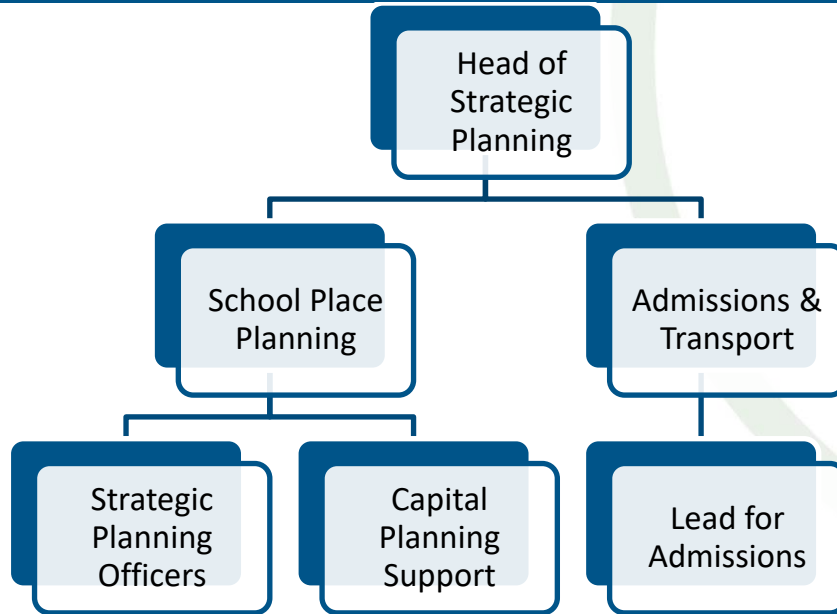 Head of
Strategic
Planning
School Place
Planning
Admissions &
Transport
Strategic
Planning
Officers
Capital
Planning
Support
Lead for
Admissions